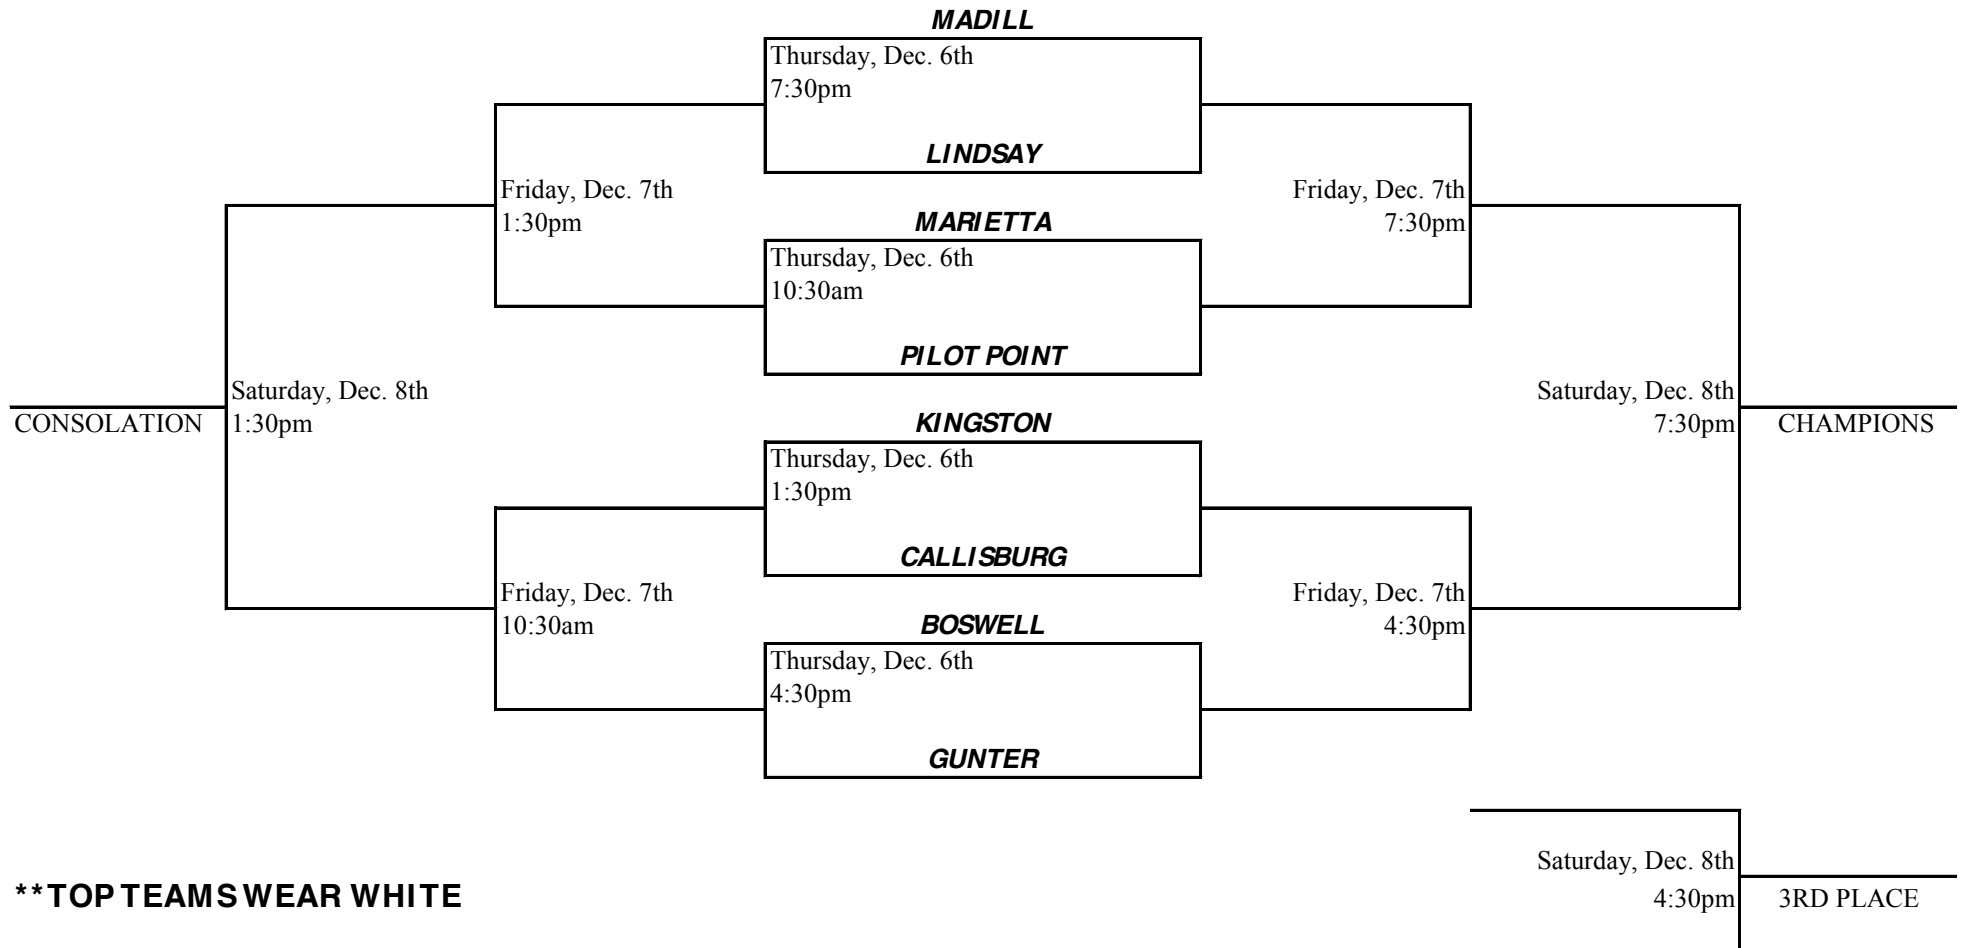 MADILL
Thursday, Dec. 6th
7:30pm
LINDSAY
Friday, Dec. 7th
1:30pm
Friday, Dec. 7th
7:30pm
MARIETTA
Thursday, Dec. 6th
10:30am
PILOT POINT
Saturday, Dec. 8th
1:30pm
CONSOLATION
Saturday, Dec. 8th
7:30pm
CHAMPIONS
KINGSTON
Thursday, Dec. 6th
1:30pm
CALLISBURG
Friday, Dec. 7th
10:30am
Friday, Dec. 7th
4:30pm
BOSWELL
Thursday, Dec. 6th
4:30pm
GUNTER
Saturday, Dec. 8th
4:30pm
3RD PLACE
**TOP TEAMS WEAR WHITE